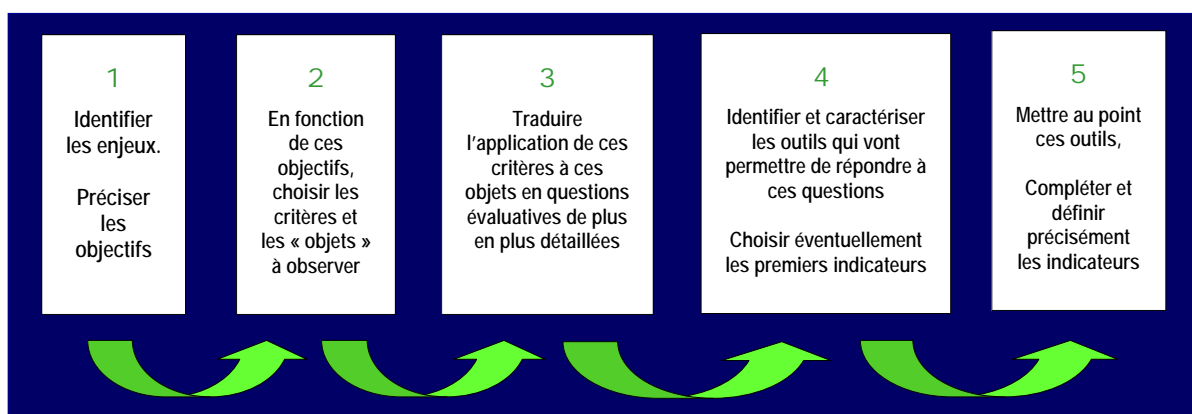 1
Identifier
les enjeux.
Préciser
les
objectifs
2
En fonction
de ces
objectifs,
choisir les
critères et
les « objets »
à observer
3
Traduire
l'application de ces
critères à ces
objets en questions
évaluatives de plus
en plus détaillées
4
Identifier et caractériser
les outils qui vont
permettre de répondre à
ces questions
Choisir éventuellement
les premiers indicateurs
5
Mettre au point
ces outils,
Compléter et
définir
précisément
les indicateurs